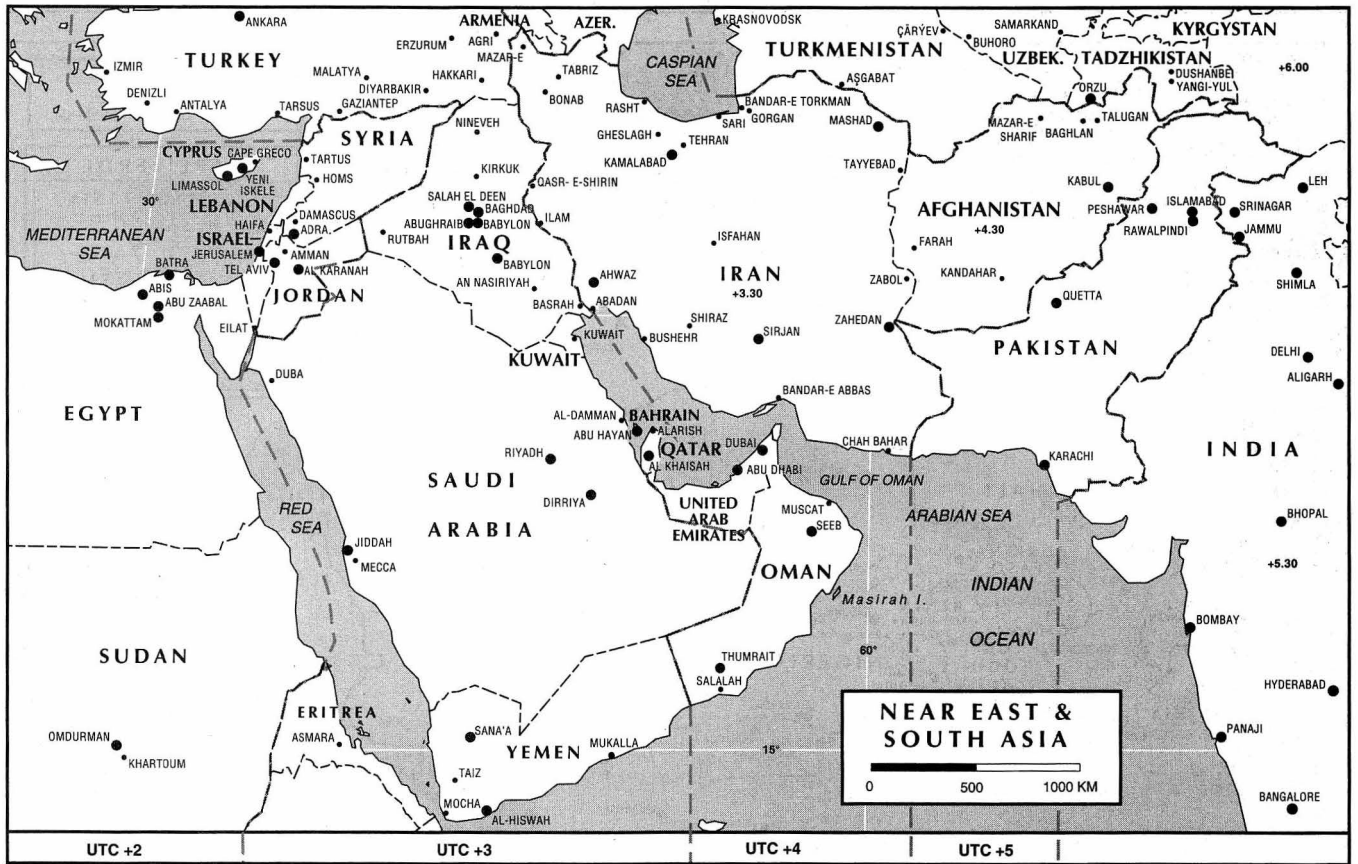 ANKARA
TURKEY
IZMIR
DENIZLI
ANTALYA
TARSUS
MALATYA
GAZIANTEP
DIYARBAKIR
HAKKARI
ERZURUM
AGRI
MAZAR-E
ARMENIA
AZER.
TABRIZ
BONAB
RASHT
CASPIAN
SEA
KRASNOVODSK
TURKMENISTAN
ÇÄRÝEV
BUHORO
SAMARKAND
UZBEK.
TADZHIKISTAN
KYRGYSTAN
+6.00
DUSHANBEI
YANGI-YUL
ORZU
AŞGABAT
BANDAR-E TORKMAN
GORGAN
SARI
MASHAD
MAZAR-E
SHARIF
BAGHLAN
TALUGAN
SYRIA
NINEVEH
GHESLAGH
TEHRAN
KAMALABAD
TAYYEBAD
CYPRUS
CAPE GRECO
LIMASSOL
YENI
ISKELE
TARTUS
HOMS
KIRKUK
QASR- E-SHIRIN
KABUL
LEH
30°
LEBANON
SALAH EL DEEN
BAGHDAD
ABUGHRAIB
BABYLON
ILAM
PESHAWAR
ISLAMABAD
RAWALPINDI
SRINAGAR
JAMMU
AFGHANISTAN
+4.30
MEDITERRANEAN
SEA
DAMASCUS
HAIFA
ADRA.
ISRAEL
JERUSALEM
AMMAN
RUTBAH
IRAQ
ISFAHAN
FARAH
BATRA
TEL AVIV
AL KARANAH
BABYLON
IRAN
+3.30
ZABOL
KANDAHAR
SHIMLA
ABIS
ABU ZAABAL
MOKATTAM
JORDAN
AN NASIRIYAH
AHWAZ
BASRAH
ABADAN
QUETTA
EILAT
KUWAIT
KUWAIT
BUSHEHR
SHIRAZ
SIRJAN
ZAHEDAN
PAKISTAN
DELHI
ALIGARH
DUBA
EGYPT
BANDAR-E ABBAS
AL-DAMMAN
BAHRAIN
ABU HAYAN
ALARISH
QATAR
DUBAI
CHAH BAHAR
KARACHI
INDIA
RIYADH
AL KHAISAH
ABU DHABI
GULF OF OMAN
SAUDI
ARABIA
DIRRIYA
UNITED
ARAB
EMIRATES
MUSCAT
SEEB
ARABIAN SEA
BHOPAL
RED
SEA
JIDDAH
MECCA
OMAN
INDIAN
OCEAN
+5.30
Masirah I.
BOMBAY
SUDAN
60°
THUMRAIT
SALALAH
HYDERABAD
ERITREA
ASMARA
OMDURMAN
KHARTOUM
SANA'A
YEMEN
MUKALLA
15°
TAIZ
MOCHA
AL-HISWAH
NEAR EAST &
SOUTH ASIA
0 500 1000 KM
PANAJI
BANGALORE
UTC +2 UTC +3 UTC +4 UTC +5